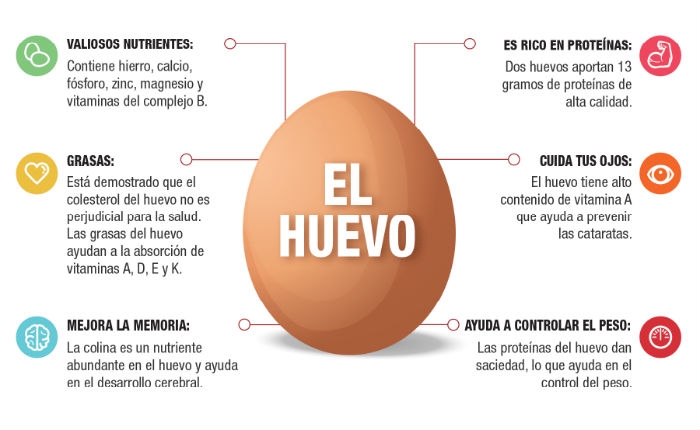 VALIOSOS NUTRIENTES:
Contiene hierro, calcio,
fósforo, zinc, magnesio y
vitaminas del complejo B.
GRASAS:
Está demostrado que el
colesterol del huevo no es
perjudicial para la salud.
Las grasas del huevo
ayudan a la absorción de
vitaminas A, D, E y K.
MEJORA LA MEMORIA:
La colina es un nutriente
abundante en el huevo y ayuda
en el desarrollo cerebral.
EL
HUEVO
ES RICO EN PROTEÍNAS:
Dos huevos aportan 13
gramos de proteínas de
alta calidad.
CUIDA TUS OJOS:
El huevo tiene alto
contenido de vitamina A
que ayuda a prevenir
las cataratas.
AYUDA A CONTROLAR EL PESO:
Las proteínas del huevo dan
saciedad, lo que ayuda en el
control del peso.